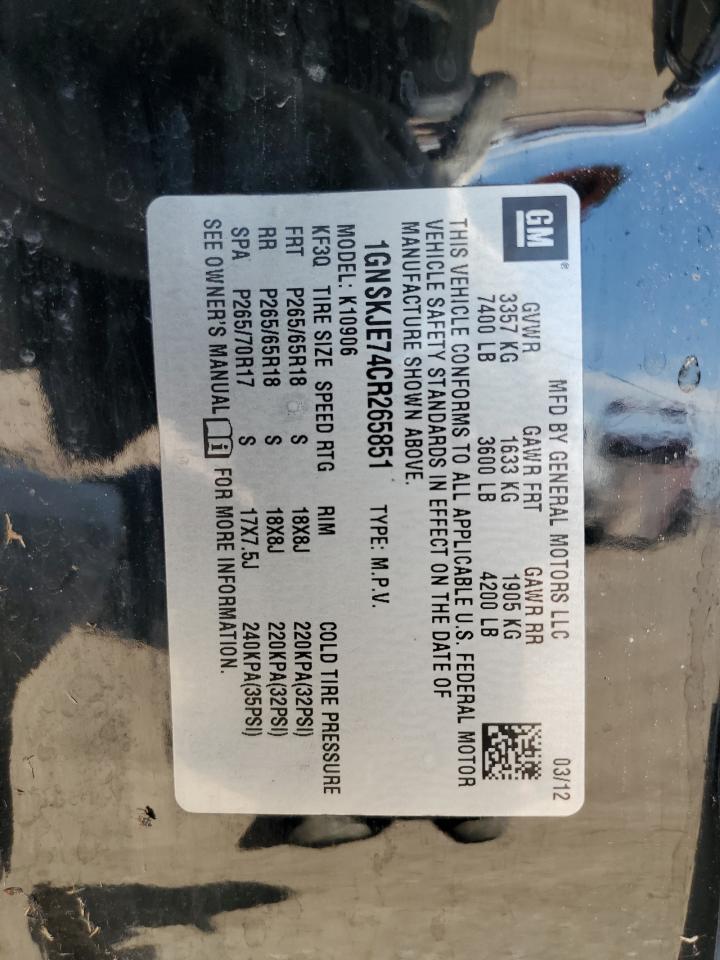 GM®
MFD BY GENERAL MOTORS LLC 03/12
GVWR GAWR FRT GAWR RR
3357 KG 1633 KG 1905 KG
7400 LB 3600 LB 4200 LB
THIS VEHICLE CONFORMS TO ALL APPLICABLE U.S. FEDERAL MOTOR
VEHICLE SAFETY STANDARDS IN EFFECT ON THE DATE OF
MANUFACTURE SHOWN ABOVE.
1GNSKJE74CR265851 TYPE: M.P.V.
MODEL: K10906
KF3Q TIRE SIZE SPEED RTG RIM COLD TIRE PRESSURE
FRT P265/65R18 S 18X8J 220KPA(32PSI)
RR P265/65R18 S 18X8J 220KPA(32PSI)
SPA P265/70R17 S 17X7.5J 240KPA(35PSI)
SEE OWNER'S MANUAL i FOR MORE INFORMATION.